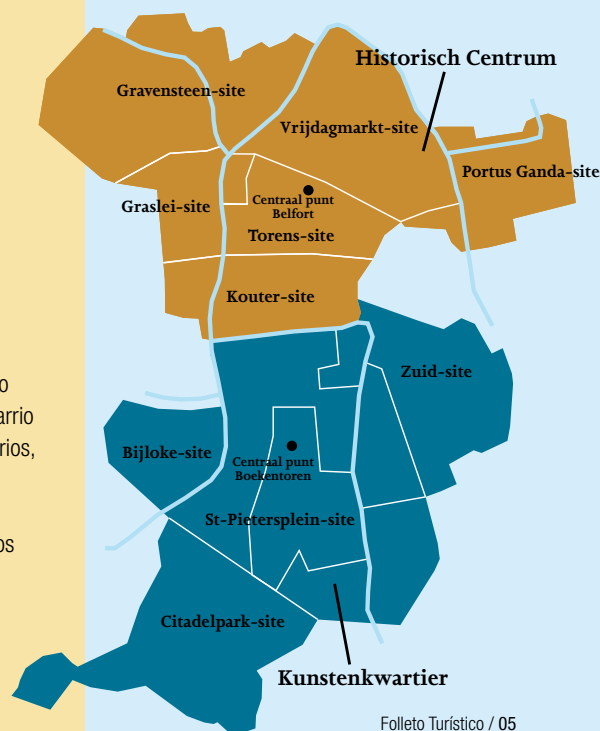 Historisch Centrum
Gravensteen-site
Vrijdagmarkt-site
Portus Ganda-site
Graslei-site
Centraal punt
Belfort
Torens-site
Kouter-site
Zuid-site
Bijloke-site
Centraal punt
Boekentoren
St-Pietersplein-site
Citadelpark-site
Kunstenkwartier
Folleto Turístico / 05